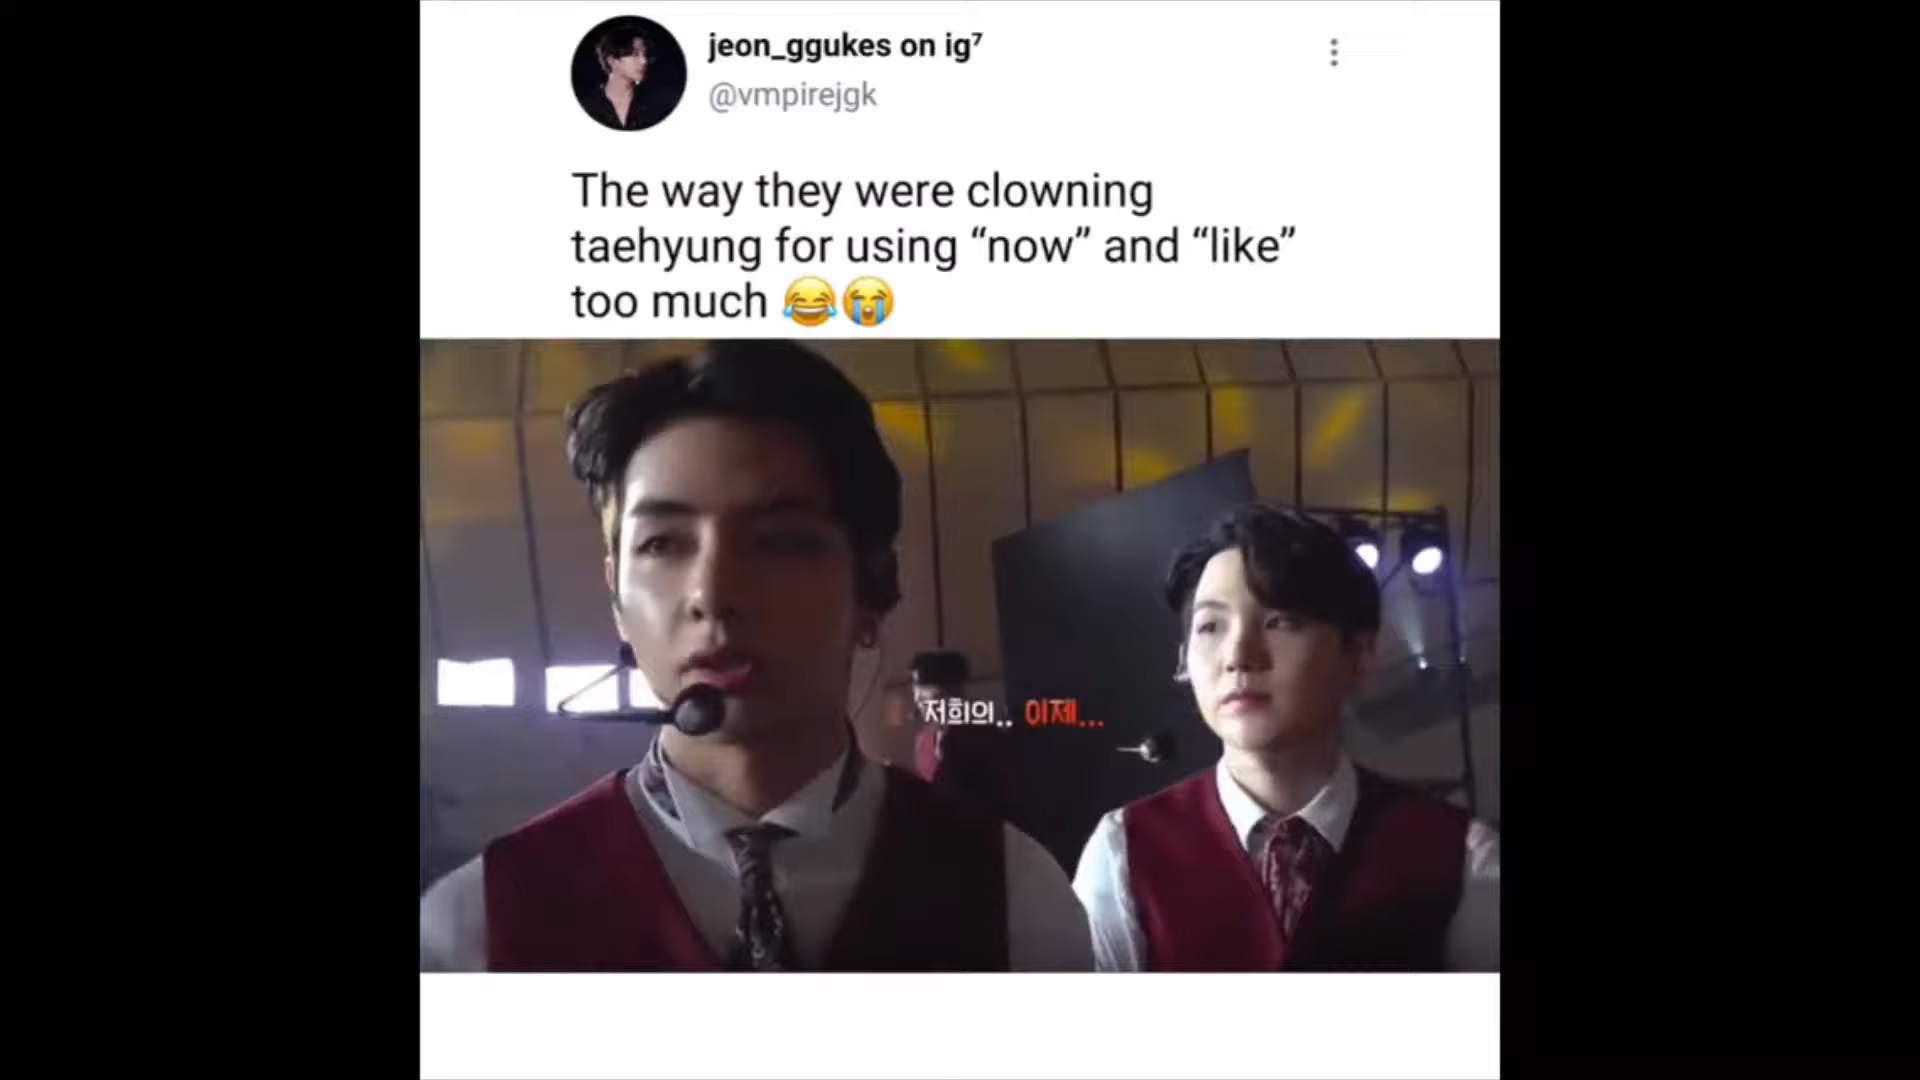 jeon_ggukes on ig⁷
@vmpirejgk
The way they were clowning
taehyung for using “now” and “like”
too much 😂😭
저희의.. 이제...